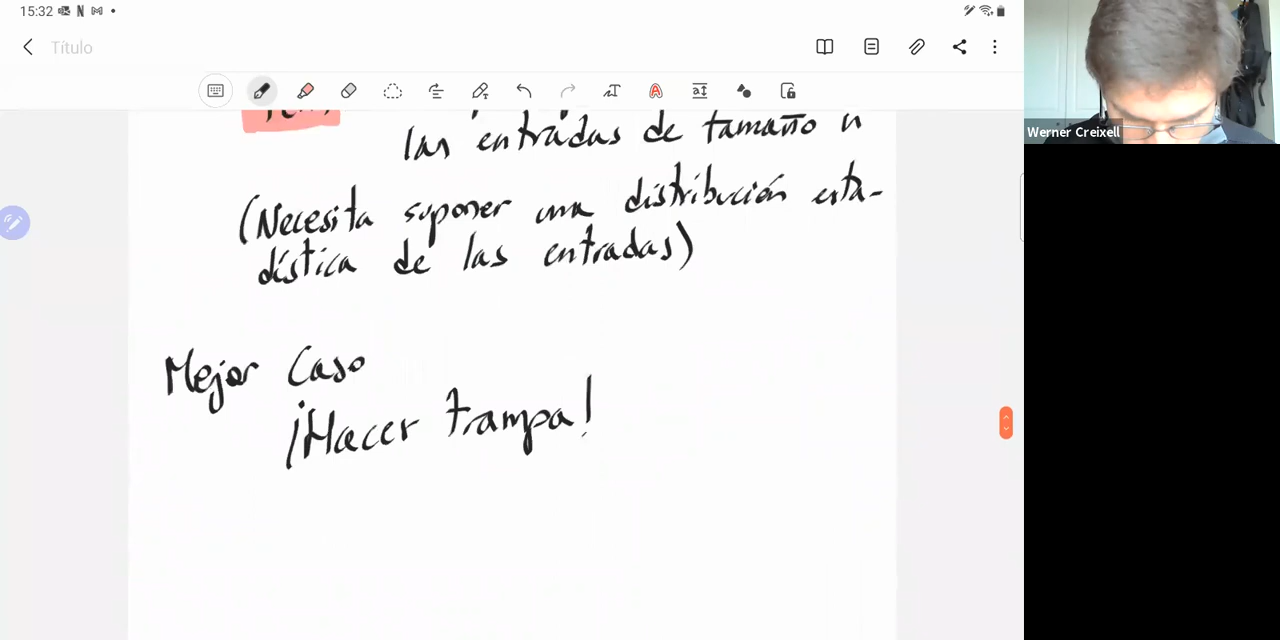 15:32
Título
las entradas de tamaño n
(Necesita suponer una distribución esta-
dística de las entradas)
Mejor Caso
¡Hacer trampa!
Werner Creixell